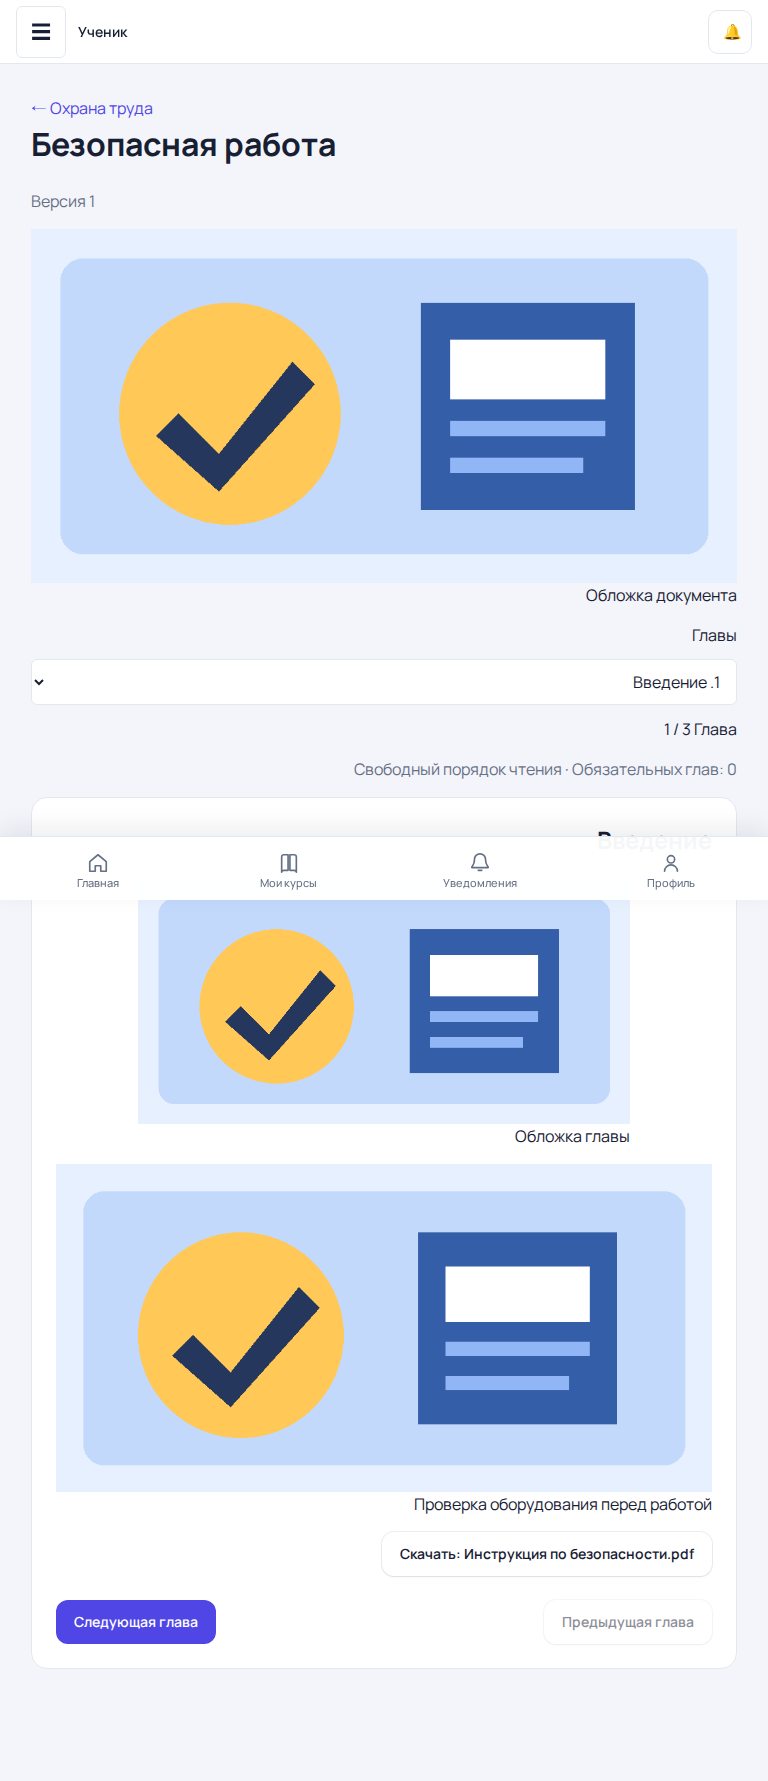 Ученик
← Охрана труда
Безопасная работа
Версия 1
Обложка документа
Главы
Введение .1
1 / 3 Глава
Свободный порядок чтения · Обязательных глав: 0
Введение
Главная
Мои курсы
Уведомления
Профиль
Обложка главы
Проверка оборудования перед работой
Скачать: Инструкция по безопасности.pdf
Следующая глава
Предыдущая глава